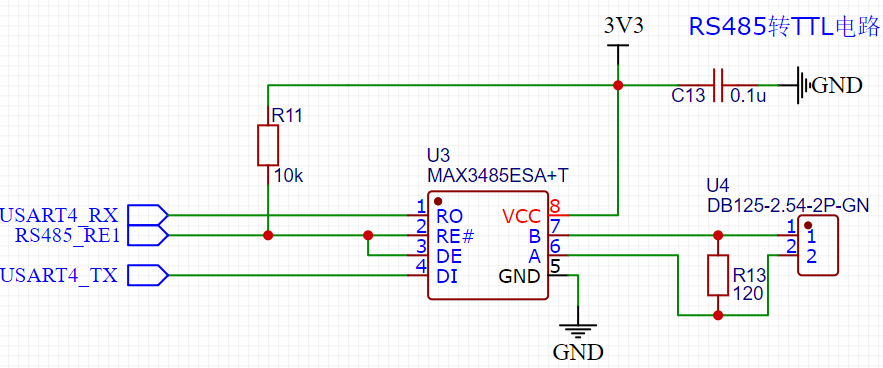 3V3
RS485转TTL电路
C13
0.1u
GND
R11
10k
U3
MAX3485ESA+T
U4
DB125-2.54-2P-GN
USART4_RX
RS485_RE1
USART4_TX
1
RO
VCC
8
2
RE#
B
7
3
DE
A
6
4
DI
GND
5
1
1
2
2
R13
120
GND